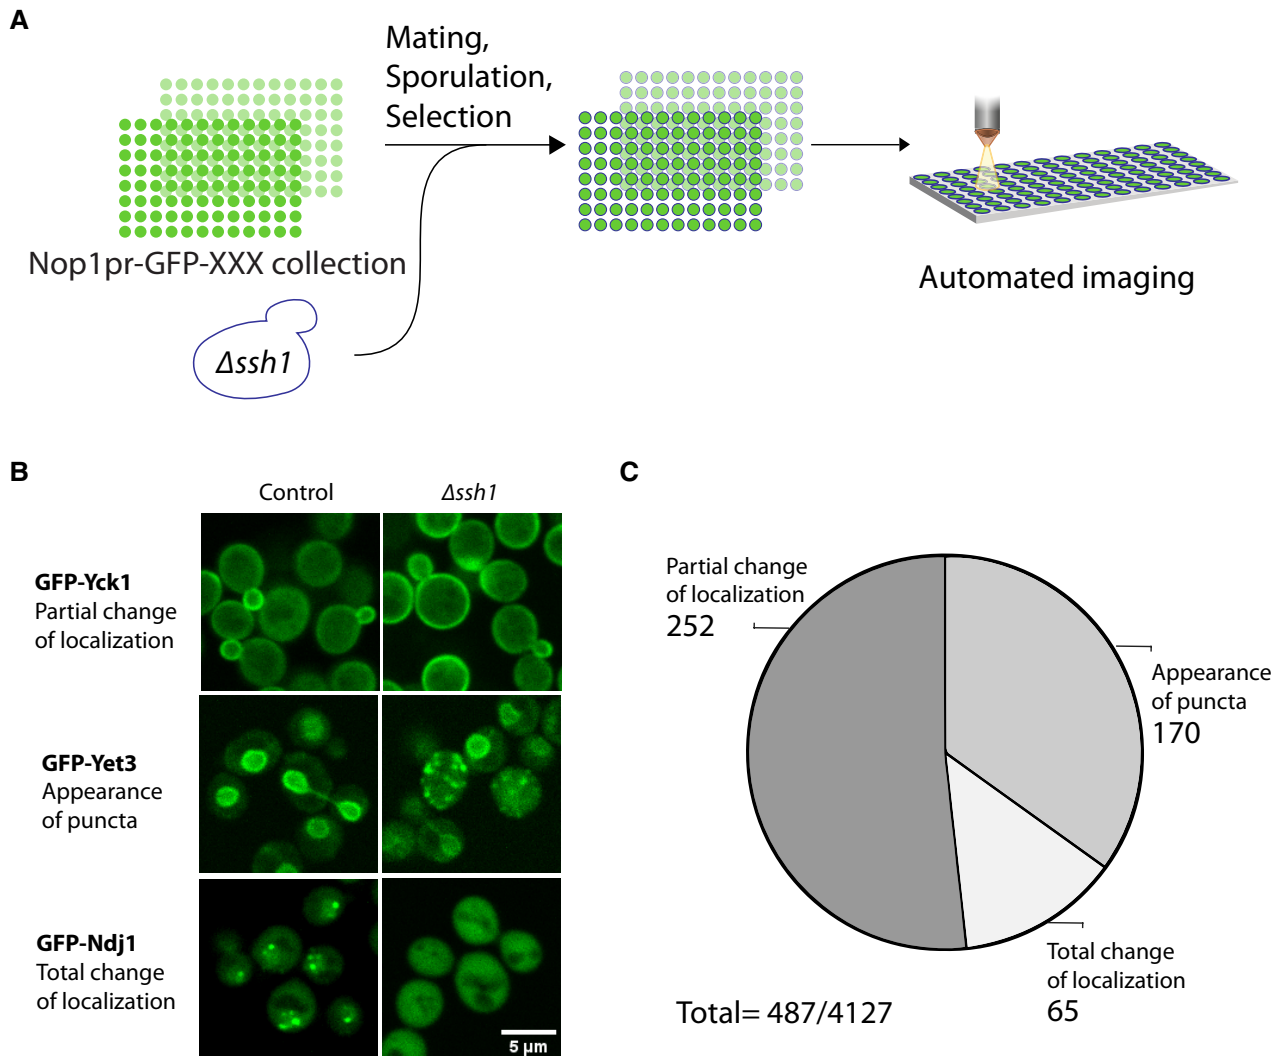 A
Mating,
Sporulation,
Selection
Nop1pr-GFP-XXX collection
Δssh1
Automated imaging
B
Control
Δssh1
GFP-Yck1
Partial change
of localization
GFP-Yet3
Appearance
of puncta
GFP-Ndj1
Total change
of localization
5 μm
C
Partial change
of localization
252
Appearance
of puncta
170
Total change
of localization
65
Total= 487/4127